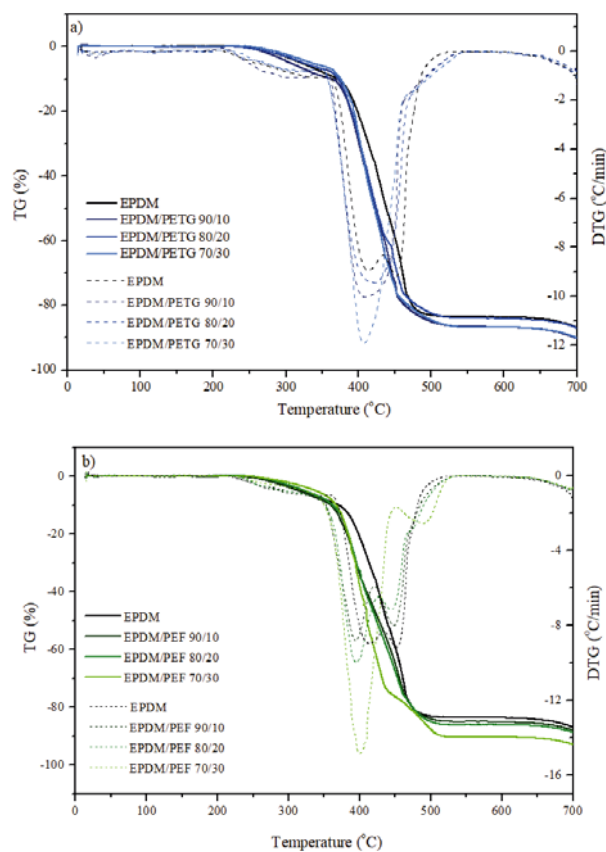 a)
0
-20
-40
-60
-80
-100
TG (%)
EPDM
EPDM/PETG 90/10
EPDM/PETG 80/20
EPDM/PETG 70/30
EPDM
EPDM/PETG 90/10
EPDM/PETG 80/20
EPDM/PETG 70/30
0
-2
-4
-6
-8
-10
-12
DTG (°C/min)
0 100 200 300 400 500 600 700
Temperature (°C)
b)
0
-20
-40
-60
-80
-100
TG (%)
EPDM
EPDM/PEF 90/10
EPDM/PEF 80/20
EPDM/PEF 70/30
EPDM
EPDM/PEF 90/10
EPDM/PEF 80/20
EPDM/PEF 70/30
0
-4
-8
-12
-16
DTG (°C/min)
0 100 200 300 400 500 600 700
Temperature (°C)